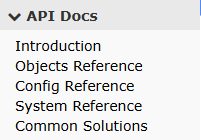 API Docs
Introduction
Objects Reference
Config Reference
System Reference
Common Solutions